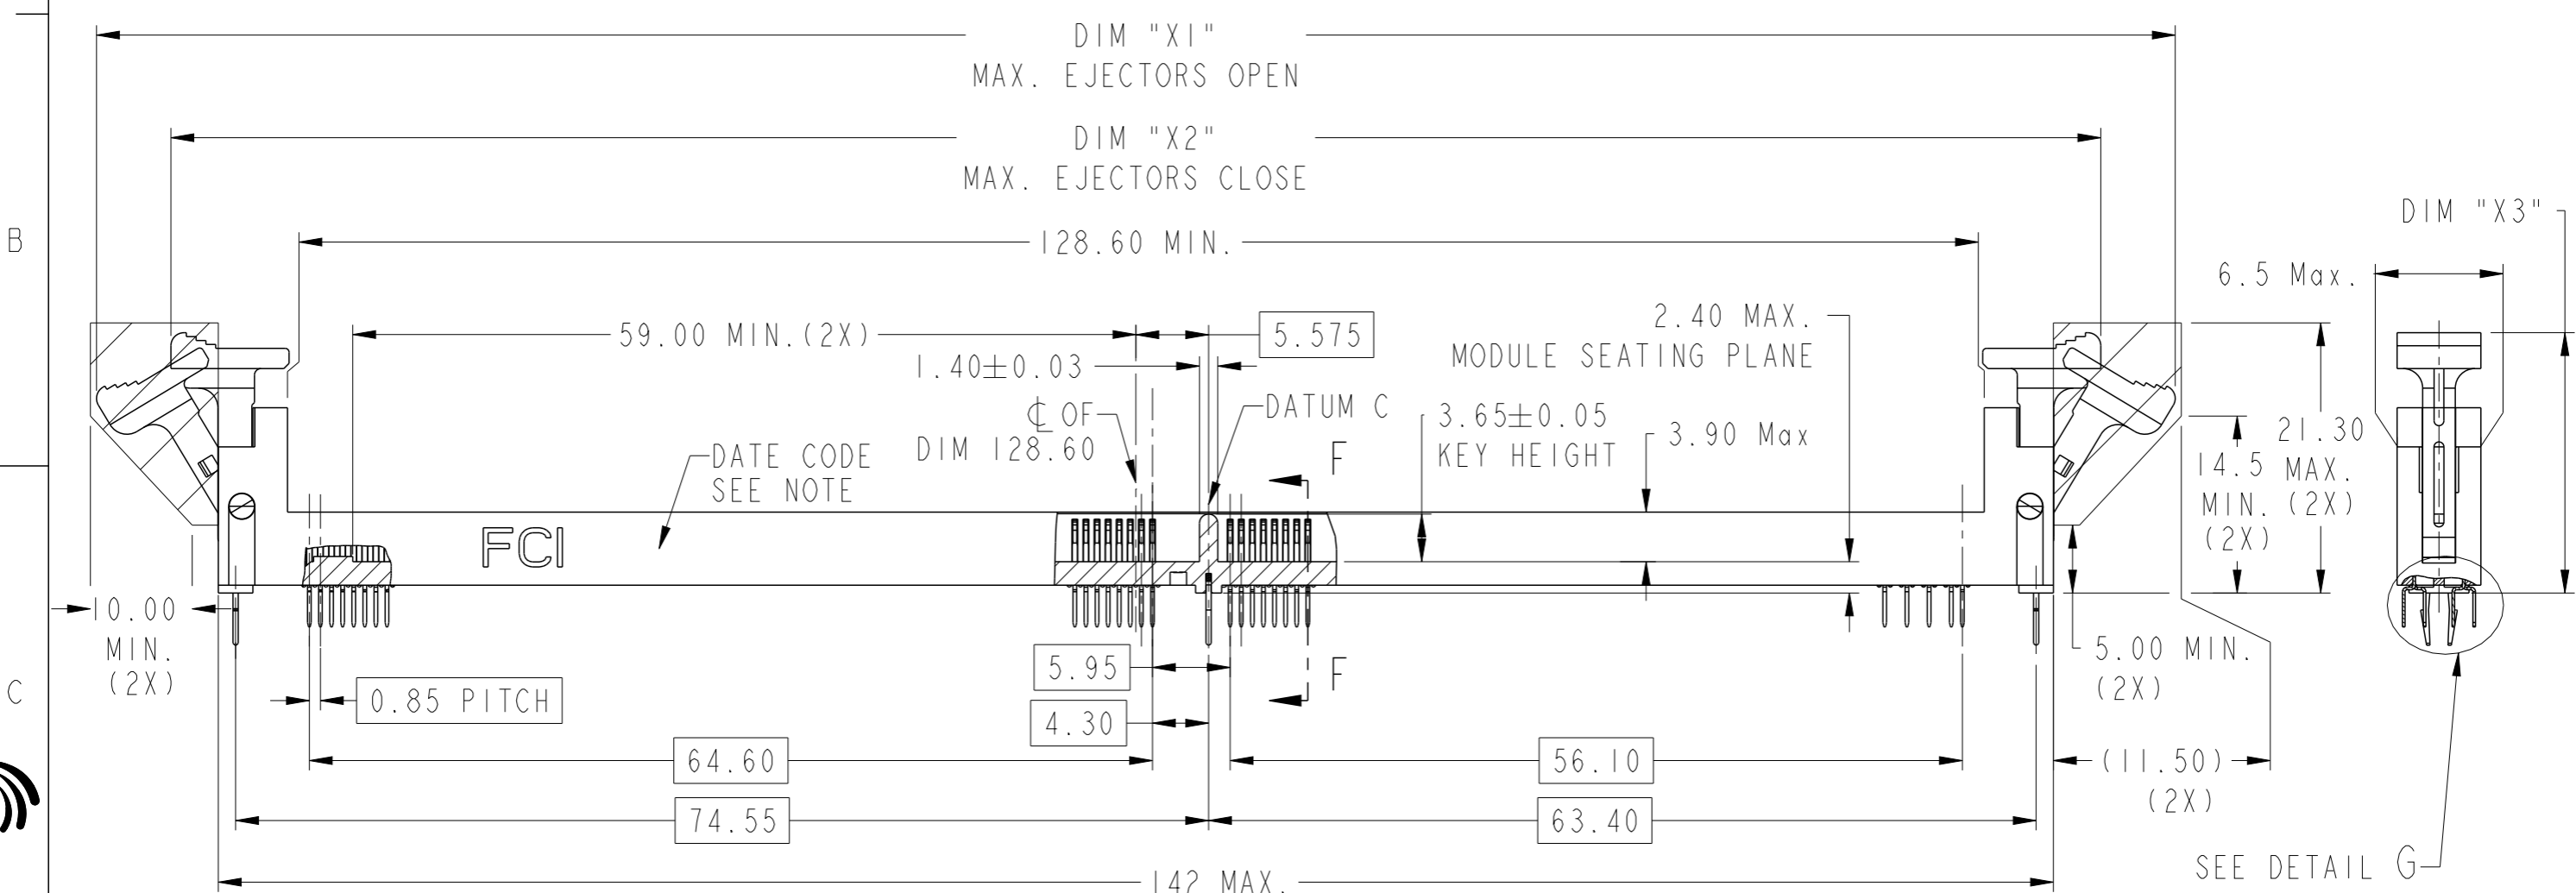 DIM "X1"
MAX. EJECTORS OPEN
DIM "X2"
MAX. EJECTORS CLOSE
DIM "X3"
B
128.60 MIN.
6.5 Max.
59.00 MIN.(2X)
5.575
2.40 MAX.
MODULE SEATING PLANE
1.40±0.03
℄ OF
DIM 128.60
DATUM C
3.65±0.05
KEY HEIGHT
3.90 Max
F
DATE CODE
SEE NOTE
21.30
MAX.
(2X)
14.5
MIN.
(2X)
FCI
10.00
MIN.
(2X)
5.00 MIN.
(2X)
5.95
F
C
0.85 PITCH
4.30
64.60
56.10
(11.50)
(2X)
74.55
63.40
SEE DETAIL G
142 MAX.